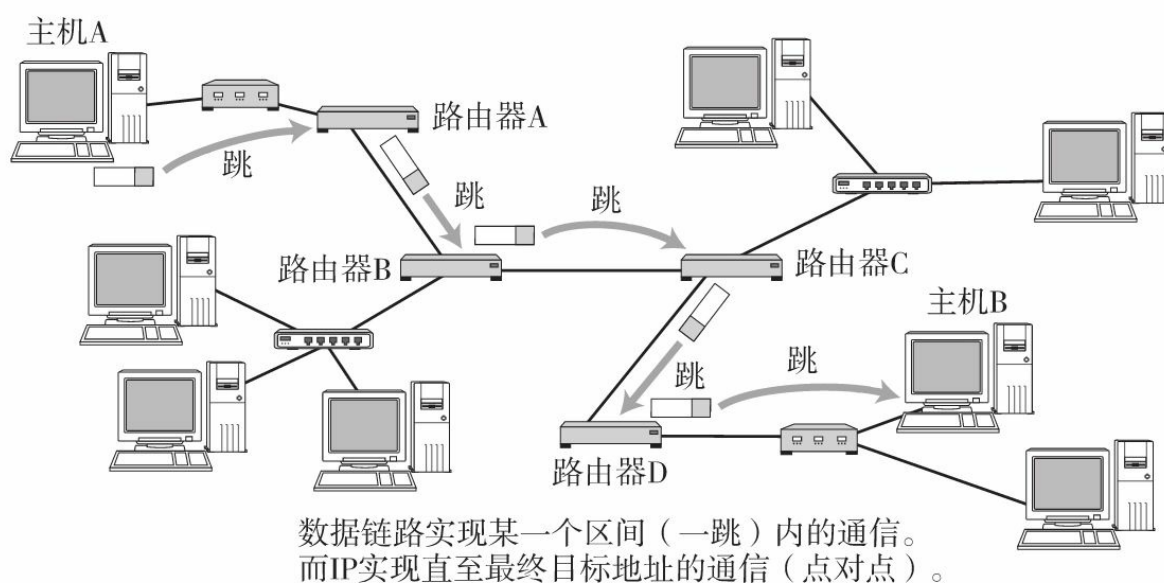 主机A
路由器A
跳
跳
跳
路由器B
路由器C
主机B
跳
跳
路由器D
数据链路实现某一个区间（一跳）内的通信。
而IP实现直至最终目标地址的通信（点对点）。